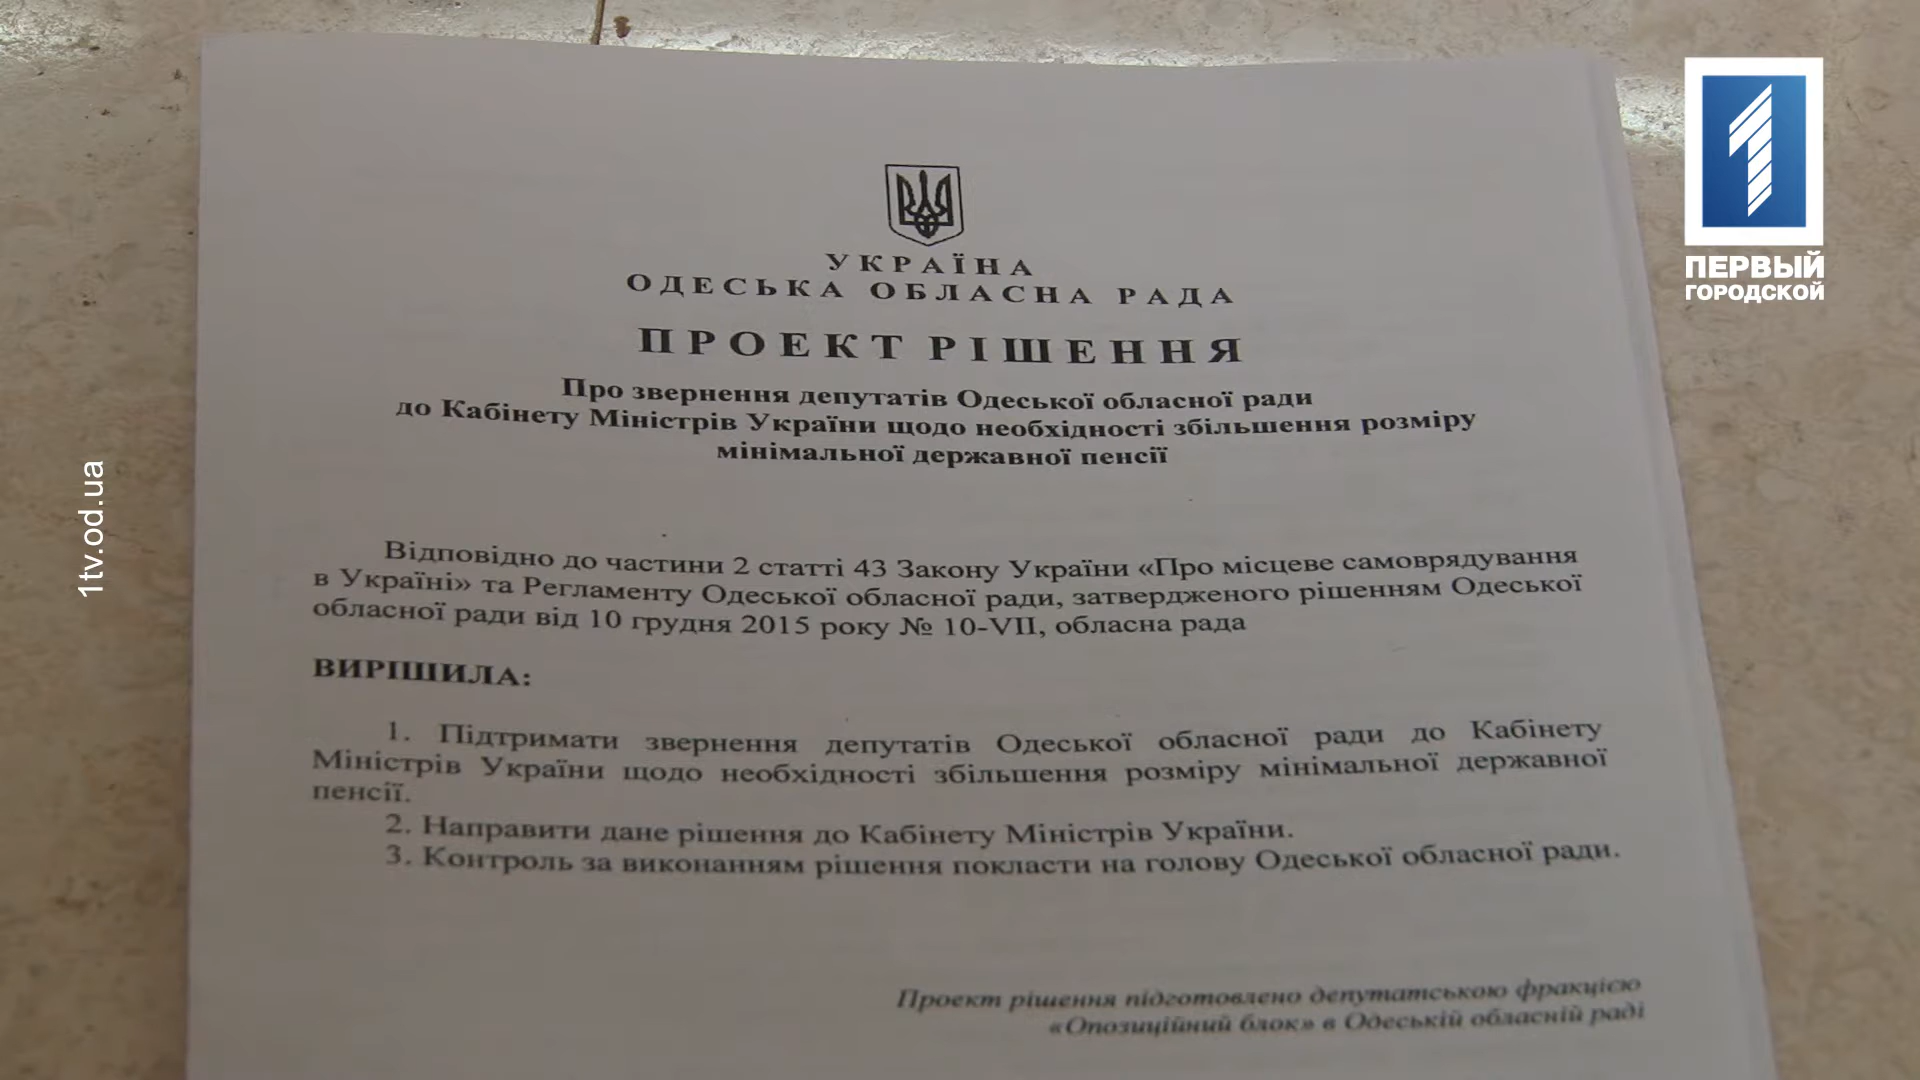 УКРАЇНА
ОДЕСЬКА ОБЛАСНА РАДА
ПРОЕКТ РІШЕННЯ
Про звернення депутатів Одеської обласної ради
до Кабінету Міністрів України щодо необхідності збільшення розміру
мінімальної державної пенсії
Відповідно до частини 2 статті 43 Закону України «Про місцеве самоврядування
в Україні» та Регламенту Одеської обласної ради, затвердженого рішенням Одеської
обласної ради від 10 грудня 2015 року № 10-VII, обласна рада
ВИРІШИЛА:
1. Підтримати звернення депутатів Одеської обласної ради до Кабінету
Міністрів України щодо необхідності збільшення розміру мінімальної державної
пенсії.
2. Направити дане рішення до Кабінету Міністрів України.
3. Контроль за виконанням рішення покласти на голову Одеської обласної ради.
Проект рішення підготовлено депутатською фракцією
«Опозиційний блок» в Одеській обласній раді
1
ПЕРВЫЙ
ГОРОДСКОЙ
1tv.od.ua